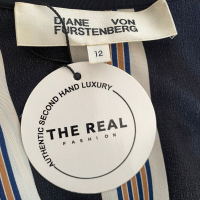 DIANE VON
FURSTENBERG
12
AUTHENTIC SECOND HAND LUXURY
THE REAL
FASHION